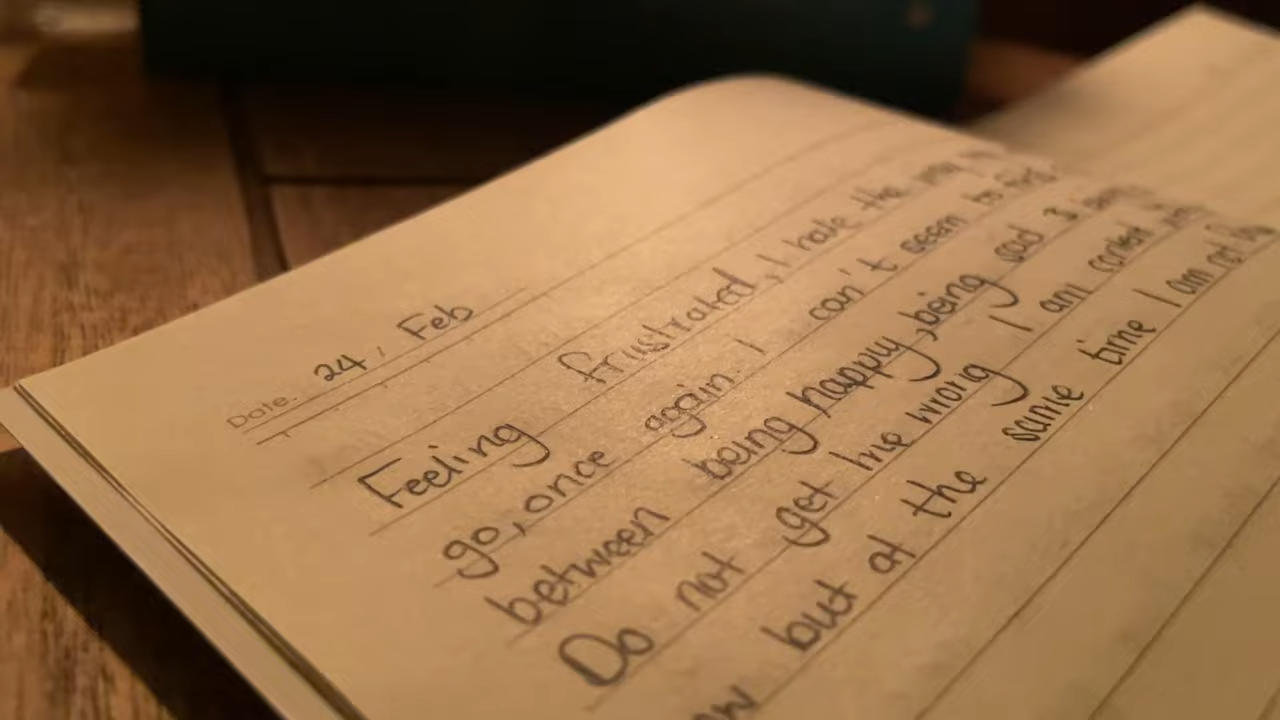 Date. 24, Feb
Feeling frustrated, I hate the way
go, once again. I can't seem to find
between being happy, being sad &
Do not get me wrong I am content
but at the same time I am not